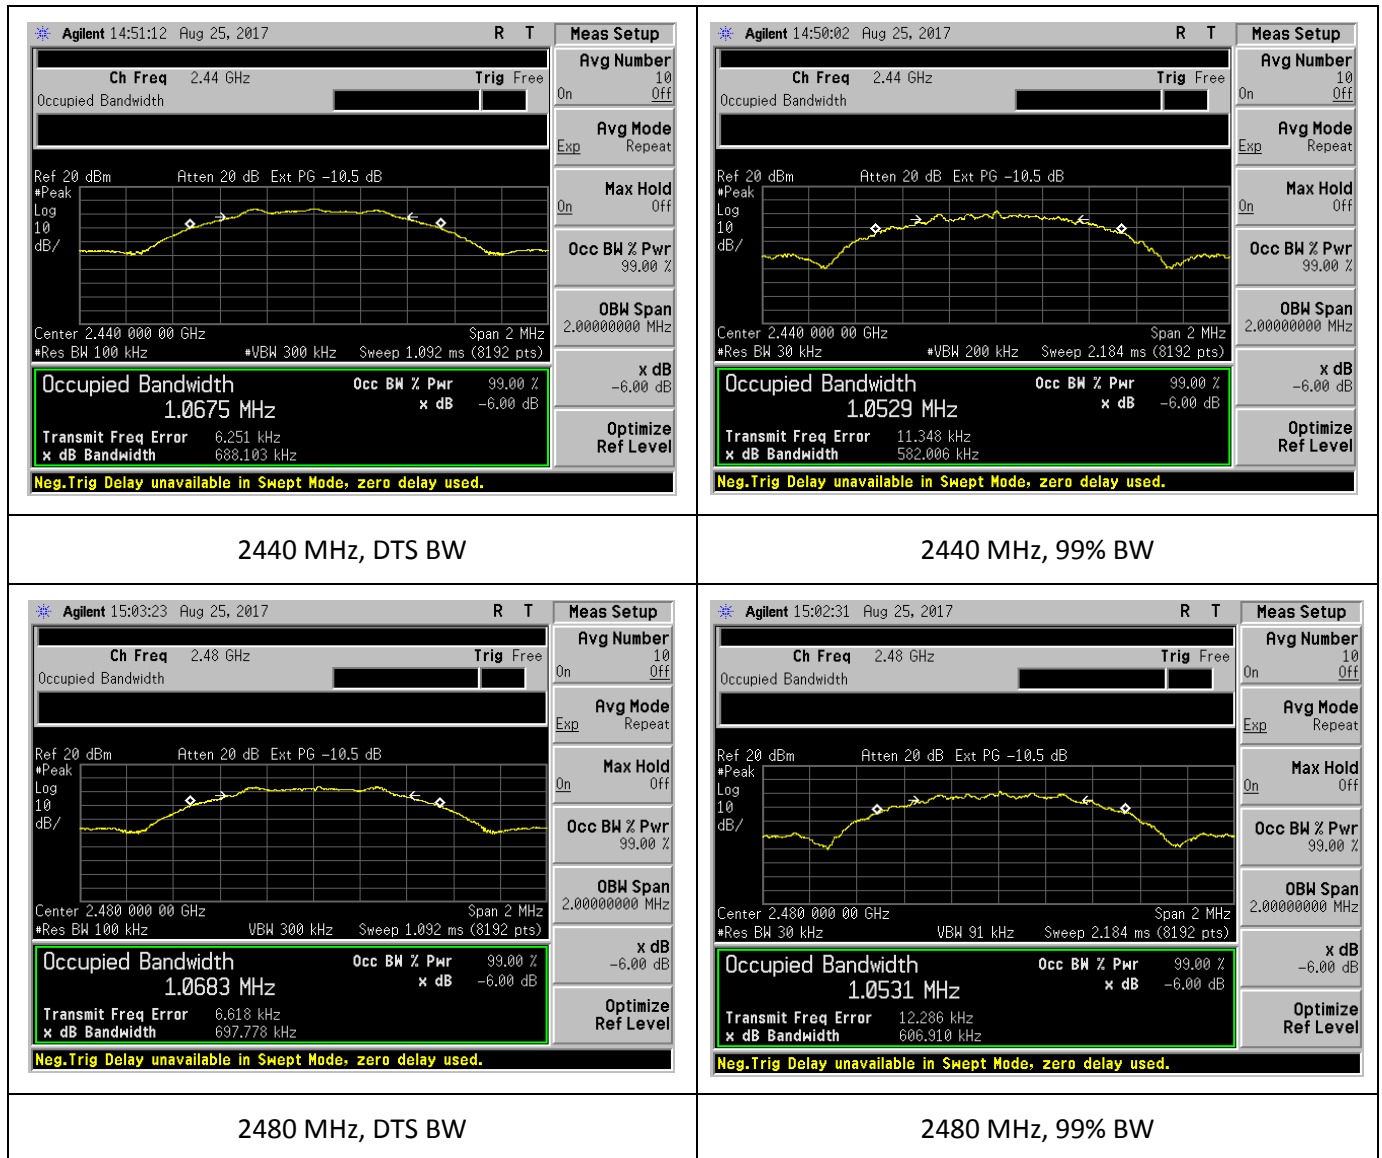 Agilent 14:51:12 Aug 25, 2017 R T
Meas Setup
Ch Freq 2.44 GHz Trig Free
Occupied Bandwidth
Ref 20 dBm Atten 20 dB Ext PG -10.5 dB
#Peak
Log
10
dB/
Center 2.440 000 00 GHz Span 2 MHz
#Res BW 100 kHz #VBW 300 kHz Sweep 1.092 ms (8192 pts)
Occupied Bandwidth Occ BW % Pwr 99.00 %
1.0675 MHz x dB -6.00 dB
Transmit Freq Error 6.251 kHz
x dB Bandwidth 688.103 kHz
Neg.Trig Delay unavailable in Swept Mode, zero delay used.
Avg Number
10
On Off
Avg Mode
Exp Repeat
Max Hold
On Off
Occ BW % Pwr
99.00 %
OBW Span
2.00000000 MHz
x dB
-6.00 dB
Optimize
Ref Level
Agilent 14:50:02 Aug 25, 2017 R T
Meas Setup
Ch Freq 2.44 GHz Trig Free
Occupied Bandwidth
Ref 20 dBm Atten 20 dB Ext PG -10.5 dB
#Peak
Log
10
dB/
Center 2.440 000 00 GHz Span 2 MHz
#Res BW 30 kHz #VBW 200 kHz Sweep 2.184 ms (8192 pts)
Occupied Bandwidth Occ BW % Pwr 99.00 %
1.0529 MHz x dB -6.00 dB
Transmit Freq Error 11.348 kHz
x dB Bandwidth 582.006 kHz
Neg.Trig Delay unavailable in Swept Mode, zero delay used.
Avg Number
10
On Off
Avg Mode
Exp Repeat
Max Hold
On Off
Occ BW % Pwr
99.00 %
OBW Span
2.00000000 MHz
x dB
-6.00 dB
Optimize
Ref Level
2440 MHz, DTS BW
2440 MHz, 99% BW
Agilent 15:03:23 Aug 25, 2017 R T
Meas Setup
Ch Freq 2.48 GHz Trig Free
Occupied Bandwidth
Ref 20 dBm Atten 20 dB Ext PG -10.5 dB
#Peak
Log
10
dB/
Center 2.480 000 00 GHz Span 2 MHz
#Res BW 100 kHz VBW 300 kHz Sweep 1.092 ms (8192 pts)
Occupied Bandwidth Occ BW % Pwr 99.00 %
1.0683 MHz x dB -6.00 dB
Transmit Freq Error 6.618 kHz
x dB Bandwidth 697.778 kHz
Neg.Trig Delay unavailable in Swept Mode, zero delay used.
Avg Number
10
On Off
Avg Mode
Exp Repeat
Max Hold
On Off
Occ BW % Pwr
99.00 %
OBW Span
2.00000000 MHz
x dB
-6.00 dB
Optimize
Ref Level
Agilent 15:02:31 Aug 25, 2017 R T
Meas Setup
Ch Freq 2.48 GHz Trig Free
Occupied Bandwidth
Ref 20 dBm Atten 20 dB Ext PG -10.5 dB
#Peak
Log
10
dB/
Center 2.480 000 00 GHz Span 2 MHz
#Res BW 30 kHz VBW 91 kHz Sweep 2.184 ms (8192 pts)
Occupied Bandwidth Occ BW % Pwr 99.00 %
1.0531 MHz x dB -6.00 dB
Transmit Freq Error 12.286 kHz
x dB Bandwidth 606.910 kHz
Neg.Trig Delay unavailable in Swept Mode, zero delay used.
Avg Number
10
On Off
Avg Mode
Exp Repeat
Max Hold
On Off
Occ BW % Pwr
99.00 %
OBW Span
2.00000000 MHz
x dB
-6.00 dB
Optimize
Ref Level
2480 MHz, DTS BW
2480 MHz, 99% BW